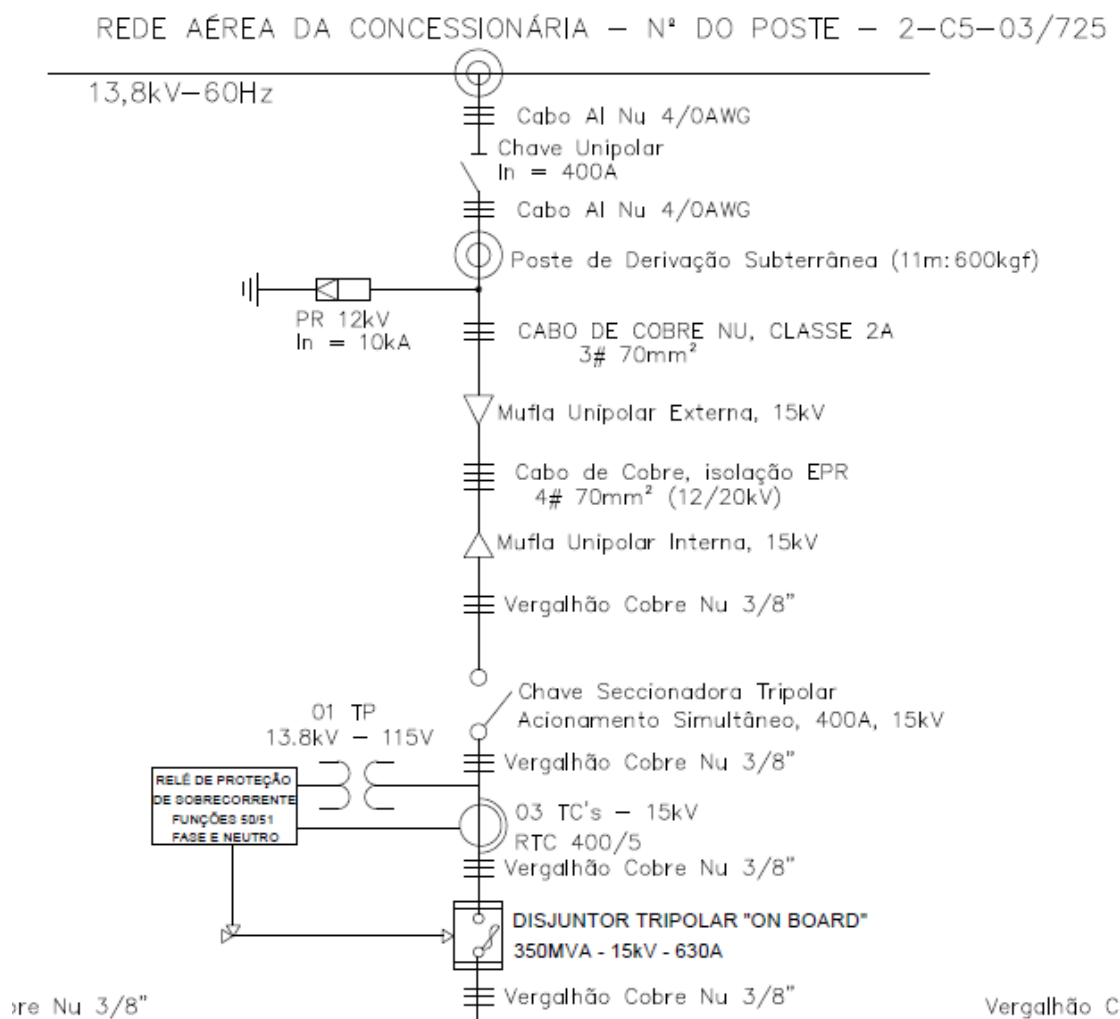 REDE AÉREA DA CONCESSIONÁRIA – Nº DO POSTE – 2–C5–03/725
13,8kV–60Hz
Cabo Al Nu 4/0AWG
Chave Unipolar
In = 400A
Cabo Al Nu 4/0AWG
Poste de Derivação Subterrânea (11m:600kgf)
PR 12kV
In = 10kA
CABO DE COBRE NU, CLASSE 2A
3# 70mm²
Mufla Unipolar Externa, 15kV
Cabo de Cobre, isolação EPR
4# 70mm² (12/20kV)
Mufla Unipolar Interna, 15kV
Vergalhão Cobre Nu 3/8"
Chave Seccionadora Tripolar
Acionamento Simultâneo, 400A, 15kV
01 TP
13.8kV – 115V
Vergalhão Cobre Nu 3/8"
RELÉ DE PROTEÇÃO
DE SOBRECORRENTE
FUNÇÕES 50/51
FASE E NEUTRO
03 TC's – 15kV
RTC 400/5
Vergalhão Cobre Nu 3/8"
DISJUNTOR TRIPOLAR "ON BOARD"
350MVA - 15kV - 630A
Vergalhão Cobre Nu 3/8"
re Nu 3/8"
Vergalhão C